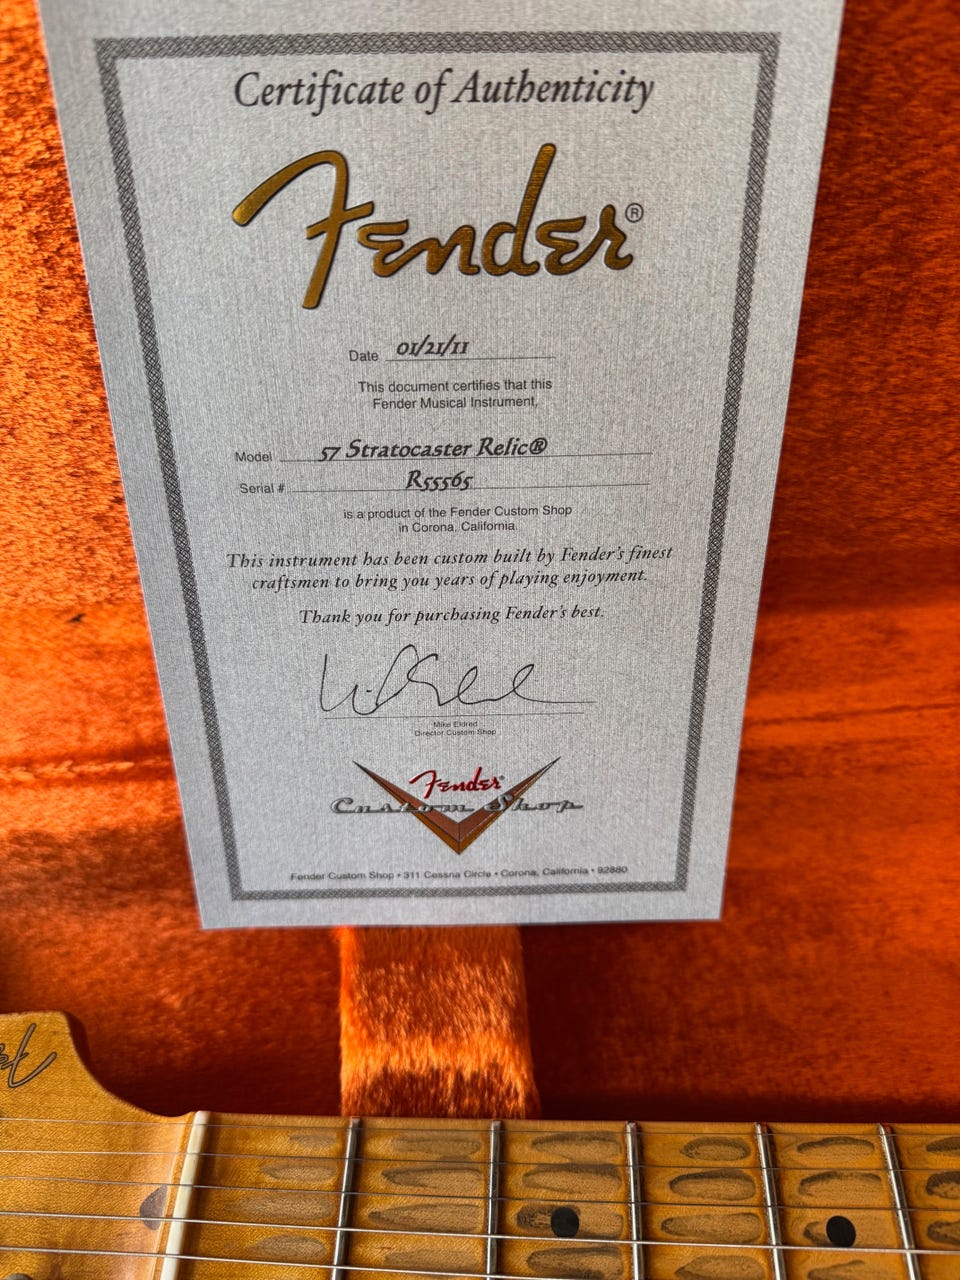 Certificate of Authenticity
Fender®
Date 01/21/11
This document certifies that this
Fender Musical Instrument,
Model 57 Stratocaster Relic®
Serial # R55565
is a product of the Fender Custom Shop
in Corona, California.
This instrument has been custom built by Fender's finest
craftsmen to bring you years of playing enjoyment.
Thank you for purchasing Fender's best.
Mike Eldred
Director Custom Shop
Fender®
Custom Shop
Fender Custom Shop • 311 Cessna Circle • Corona, California • 92880